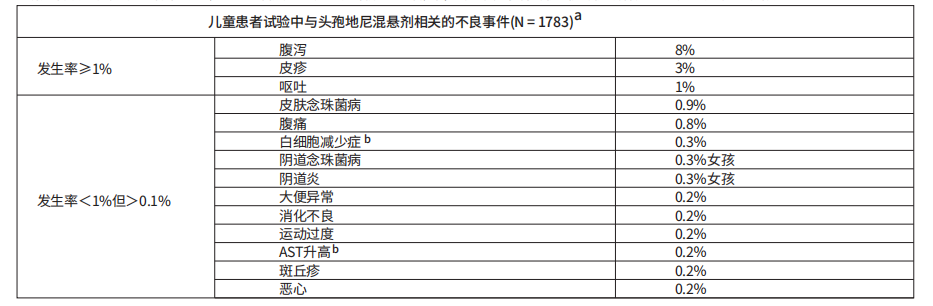 儿童患者试验中与头孢地尼混悬剂相关的不良事件(N = 1783)a
发生率≥1%
腹泻 8%
皮疹 3%
呕吐 1%
发生率<1%但>0.1%
皮肤念珠菌病 0.9%
腹痛 0.8%
白细胞减少症 b 0.3%
阴道念珠菌病 0.3%女孩
阴道炎 0.3%女孩
大便异常 0.2%
消化不良 0.2%
运动过度 0.2%
AST升高b 0.2%
斑丘疹 0.2%
恶心 0.2%